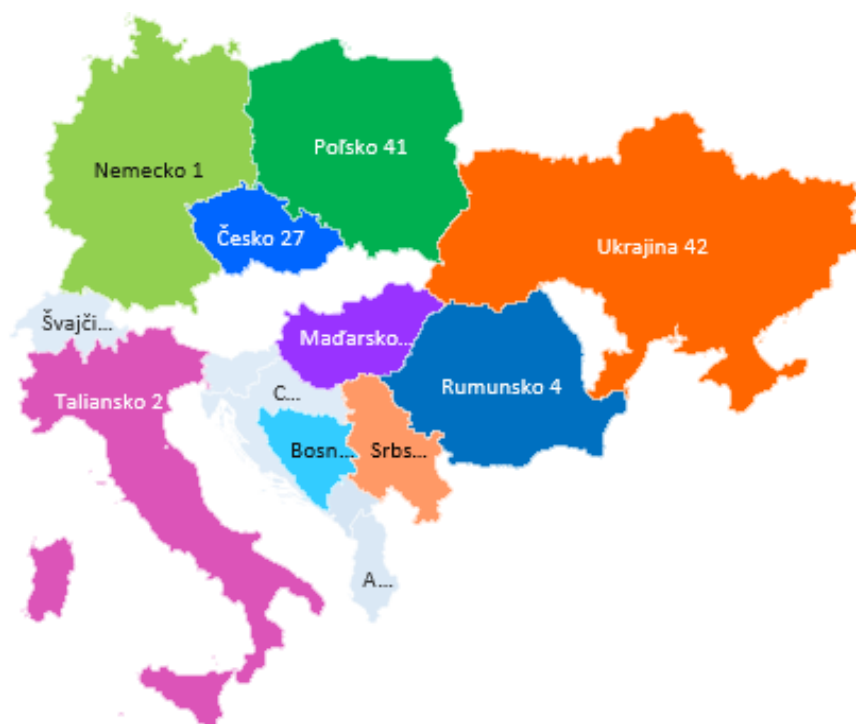 Poľsko 41
Nemecko 1
Česko 27
Ukrajina 42
Švajči...
Maďarsko...
Rumunsko 4
C...
Taliansko 2
Bosn...
Srbs...
A...